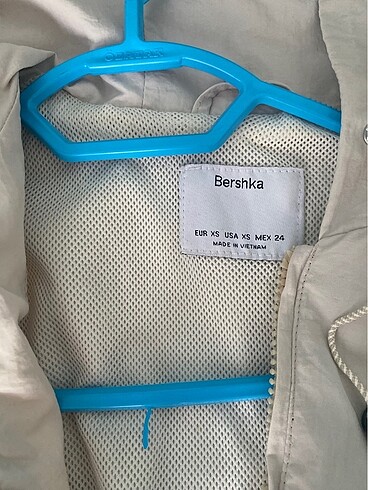 Bershka
EUR XS USA XS MEX 24
MADE IN VIETNAM